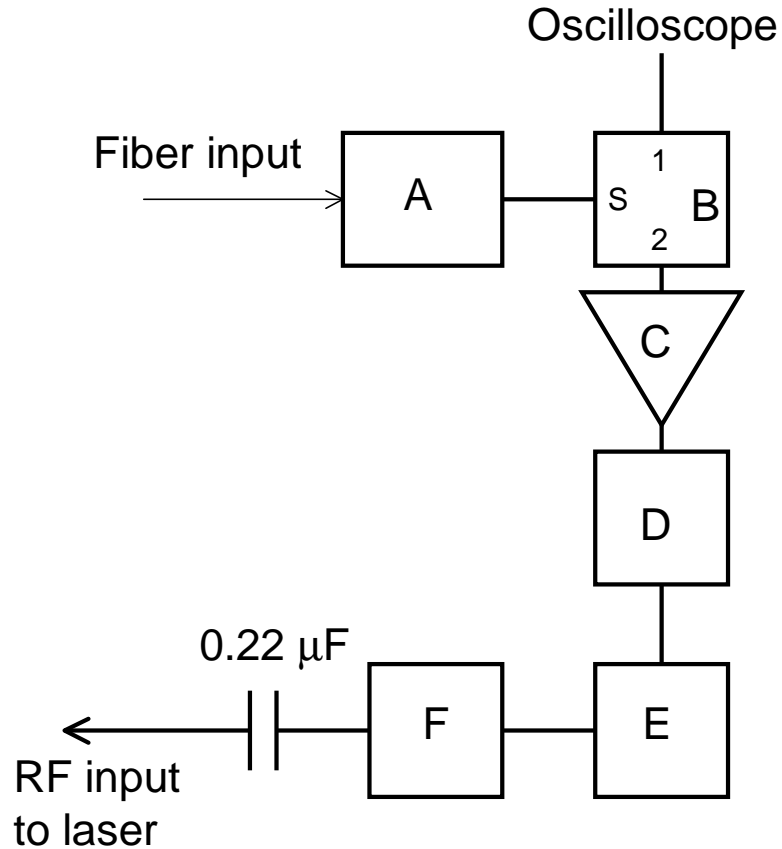 Oscilloscope
Fiber input
A
1
S
B
2
C
D
0.22 μF
F
E
RF input
to laser